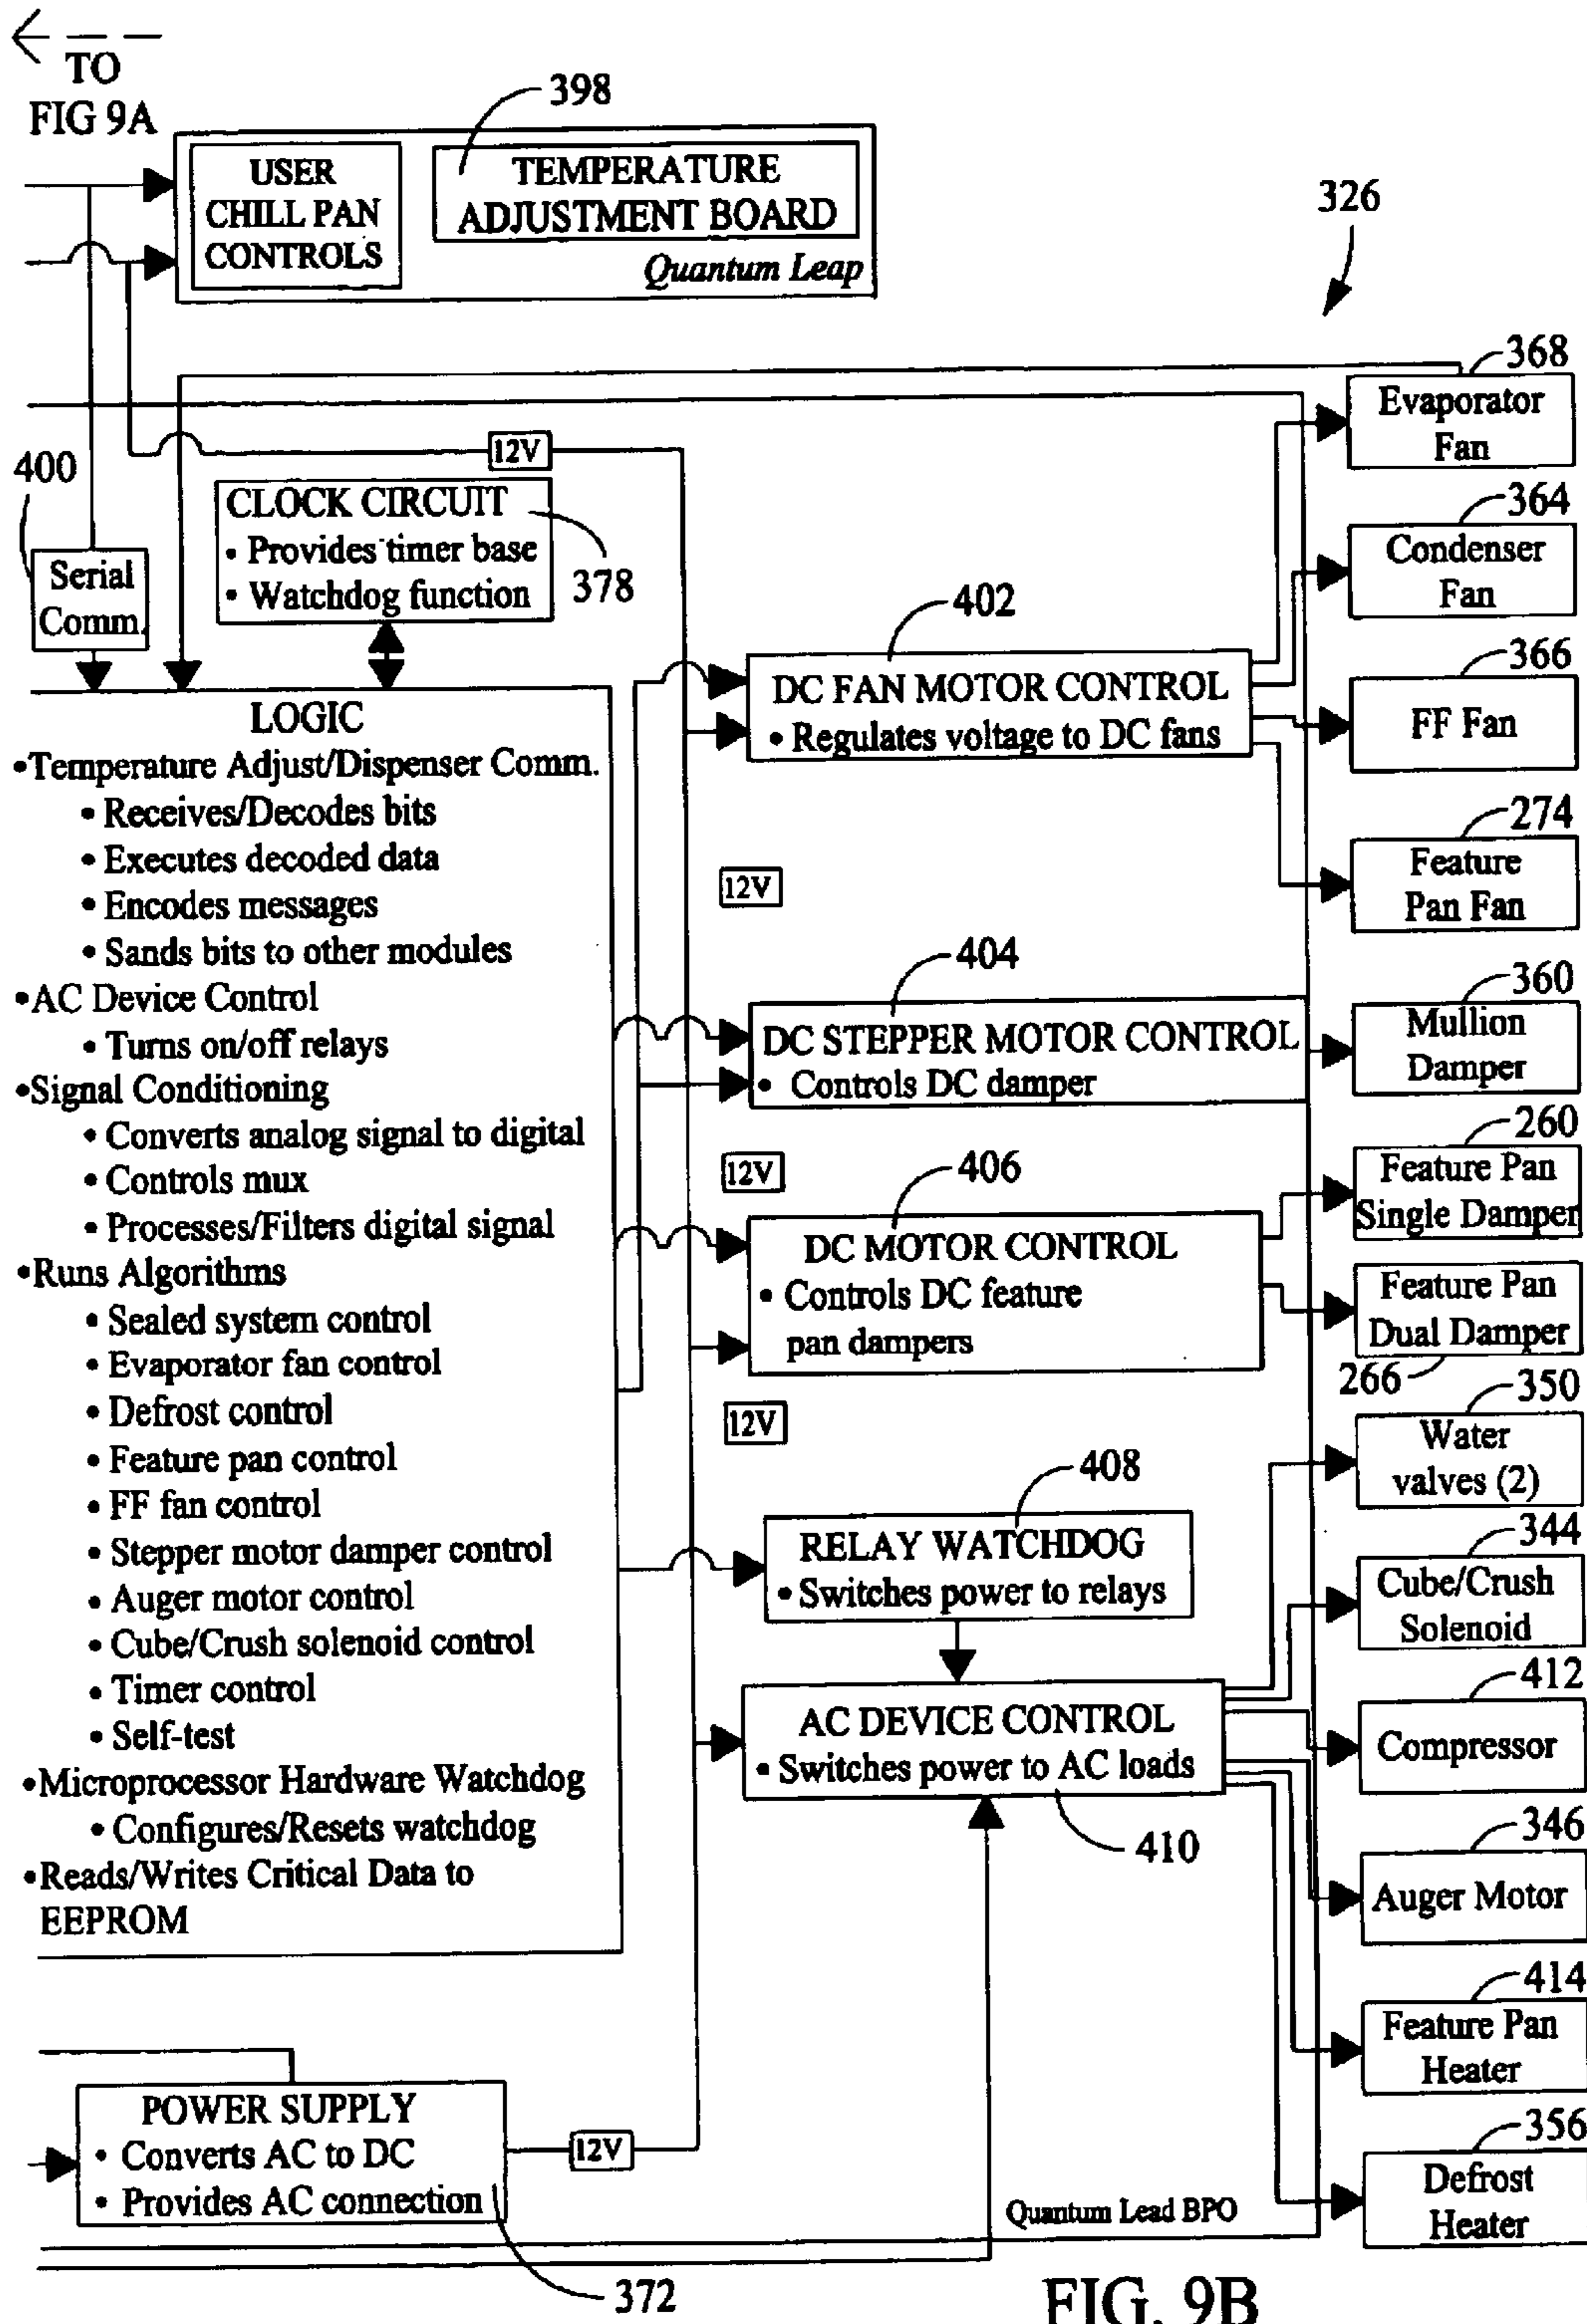 TO
FIG 9A
398
USER
CHILL PAN
CONTROLS
TEMPERATURE
ADJUSTMENT BOARD
Quantum Leap
326
368
Evaporator
Fan
12V
400
Serial
Comm.
CLOCK CIRCUIT
• Provides timer base
• Watchdog function
378
364
Condenser
Fan
402
DC FAN MOTOR CONTROL
• Regulates voltage to DC fans
366
FF Fan
274
Feature
Pan Fan
LOGIC
•Temperature Adjust/Dispenser Comm.
• Receives/Decodes bits
• Executes decoded data
• Encodes messages
• Sands bits to other modules
•AC Device Control
• Turns on/off relays
•Signal Conditioning
• Converts analog signal to digital
• Controls mux
• Processes/Filters digital signal
•Runs Algorithms
• Sealed system control
• Evaporator fan control
• Defrost control
• Feature pan control
• FF fan control
• Stepper motor damper control
• Auger motor control
• Cube/Crush solenoid control
• Timer control
• Self-test
•Microprocessor Hardware Watchdog
• Configures/Resets watchdog
•Reads/Writes Critical Data to
EEPROM
12V
404
DC STEPPER MOTOR CONTROL
• Controls DC damper
360
Mullion
Damper
12V
406
DC MOTOR CONTROL
• Controls DC feature
pan dampers
260
Feature Pan
Single Damper
Feature Pan
Dual Damper
266
12V
350
Water
valves (2)
408
RELAY WATCHDOG
• Switches power to relays
344
Cube/Crush
Solenoid
AC DEVICE CONTROL
• Switches power to AC loads
410
412
Compressor
346
Auger Motor
414
Feature Pan
Heater
356
Defrost
Heater
POWER SUPPLY
• Converts AC to DC
• Provides AC connection
12V
372
Quantum Lead BPO
FIG. 9B